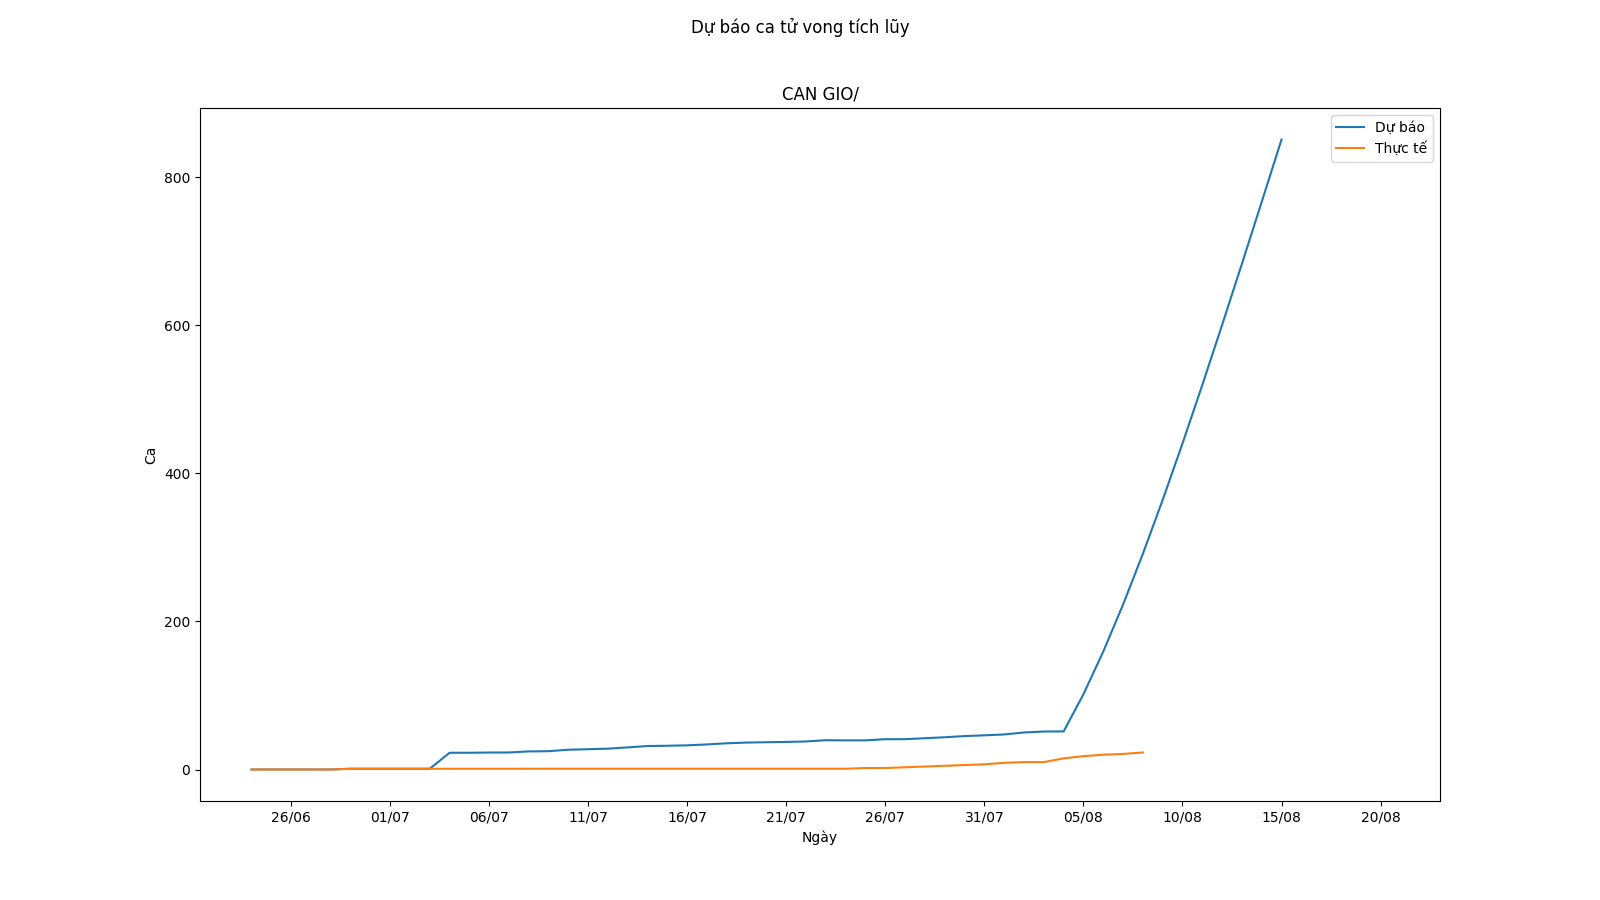 Dự báo ca tử vong tích lũy
CAN GIO/
Dự báo
Thực tế
800
600
400
200
0
Ca
26/06 01/07 06/07 11/07 16/07 21/07 26/07 31/07 05/08 10/08 15/08 20/08
Ngày